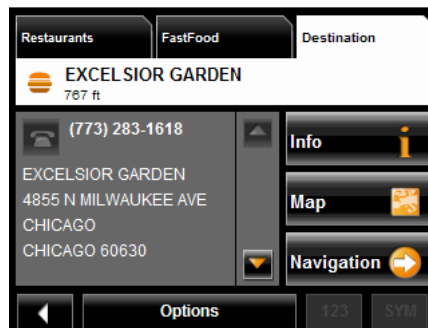 Restaurants
FastFood
Destination
EXCELSIOR GARDEN
767 ft
(773) 283-1618
EXCELSIOR GARDEN
4855 N MILWAUKEE AVE
CHICAGO
CHICAGO 60630
Info
Map
Navigation
Options
123
SYM